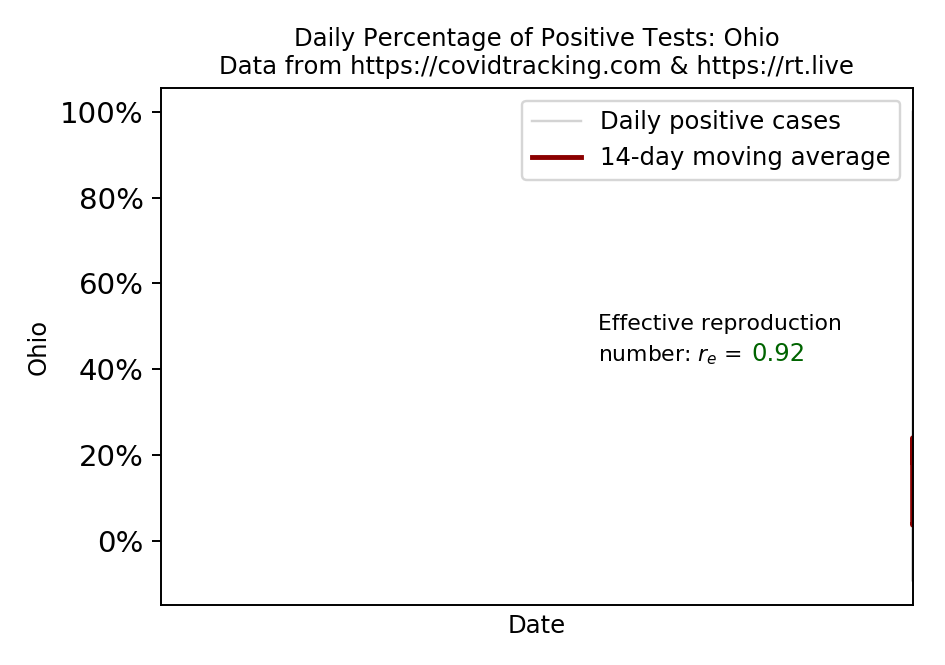 Daily Percentage of Positive Tests: Ohio
Data from https://covidtracking.com & https://rt.live
100%
80%
60%
40%
20%
0%
Ohio
Daily positive cases
14-day moving average
Effective reproduction
number: rₑ = 0.92
Date